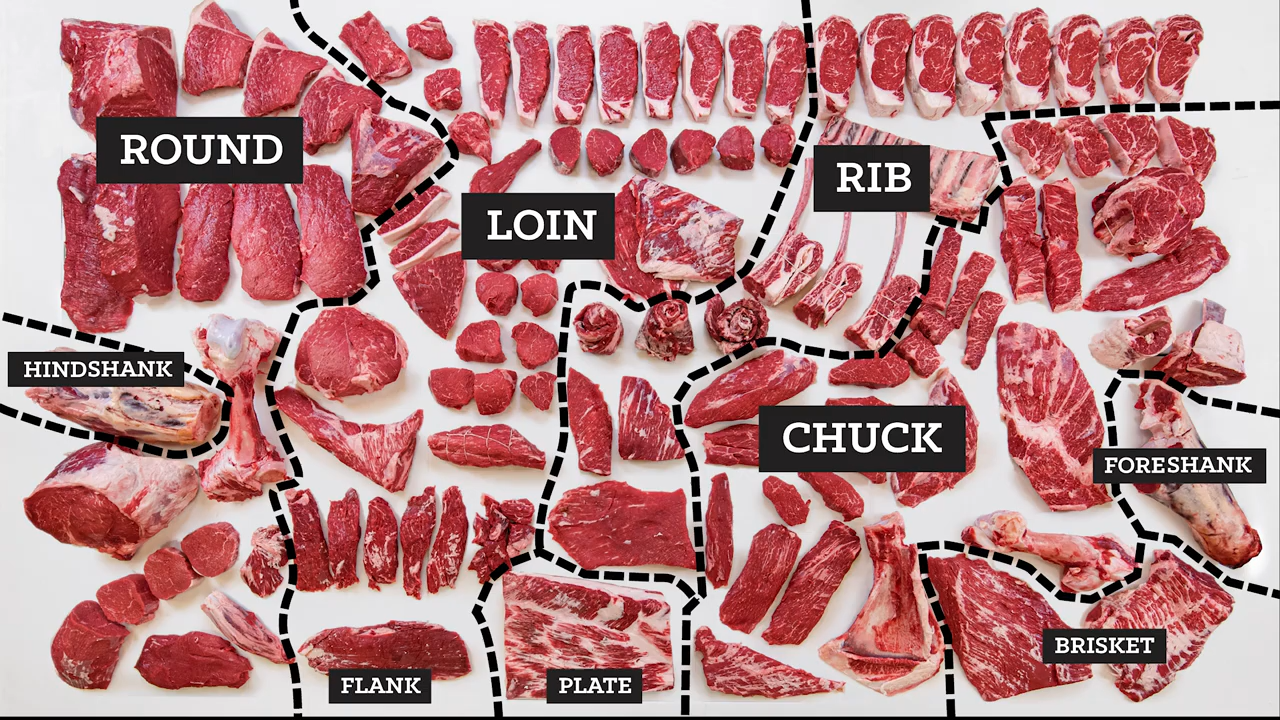 ROUND
LOIN
RIB
HINDSHANK
CHUCK
FORESHANK
BRISKET
FLANK
PLATE